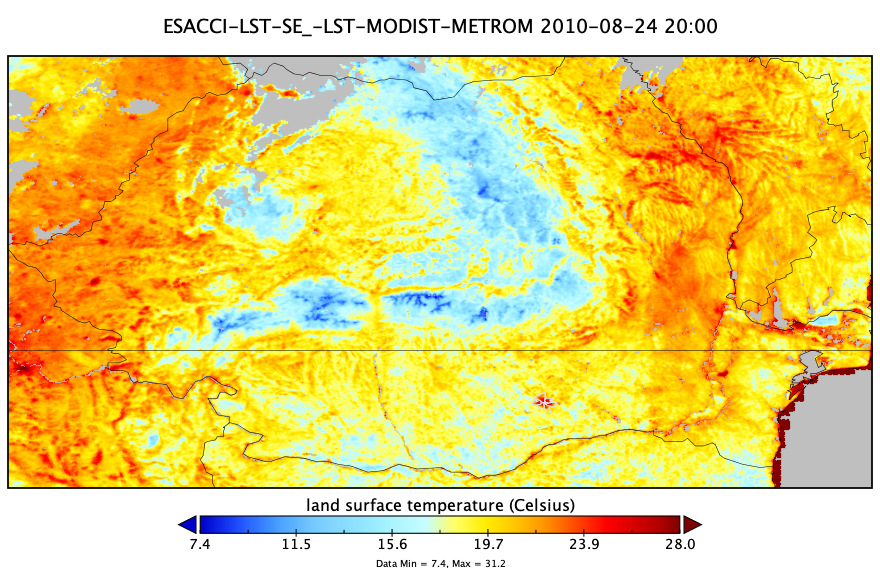 ESACCI-LST-SE_-LST-MODIST-METROM 2010-08-24 20:00
land surface temperature (Celsius)
7.4 11.5 15.6 19.7 23.9 28.0
Data Min = 7.4, Max = 31.2